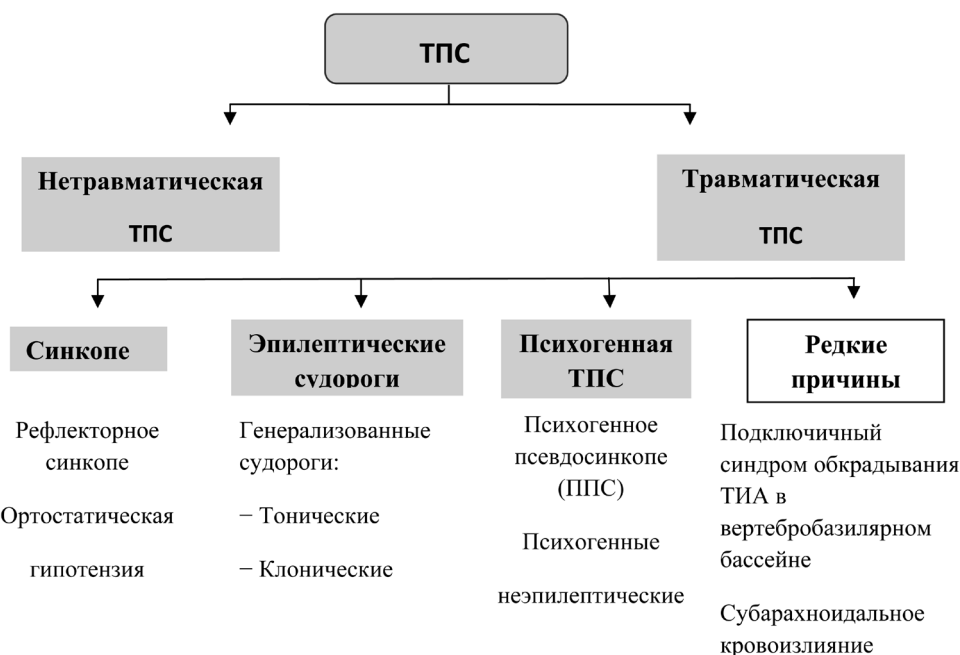 ТПС
Нетравматическая
ТПС
Травматическая
ТПС
Синкопе
Эпилептические
судороги
Психогенная
ТПС
Редкие
причины
Рефлекторное
синкопе
Ортостатическая
гипотензия
Генерализованные
судороги:
− Тонические
− Клонические
Психогенное
псевдосинкопе
(ППС)
Психогенные
неэпилептические
Подключичный
синдром обкрадывания
ТИА в
вертебробазилярном
бассейне
Субарахноидальное
кровоизлияние